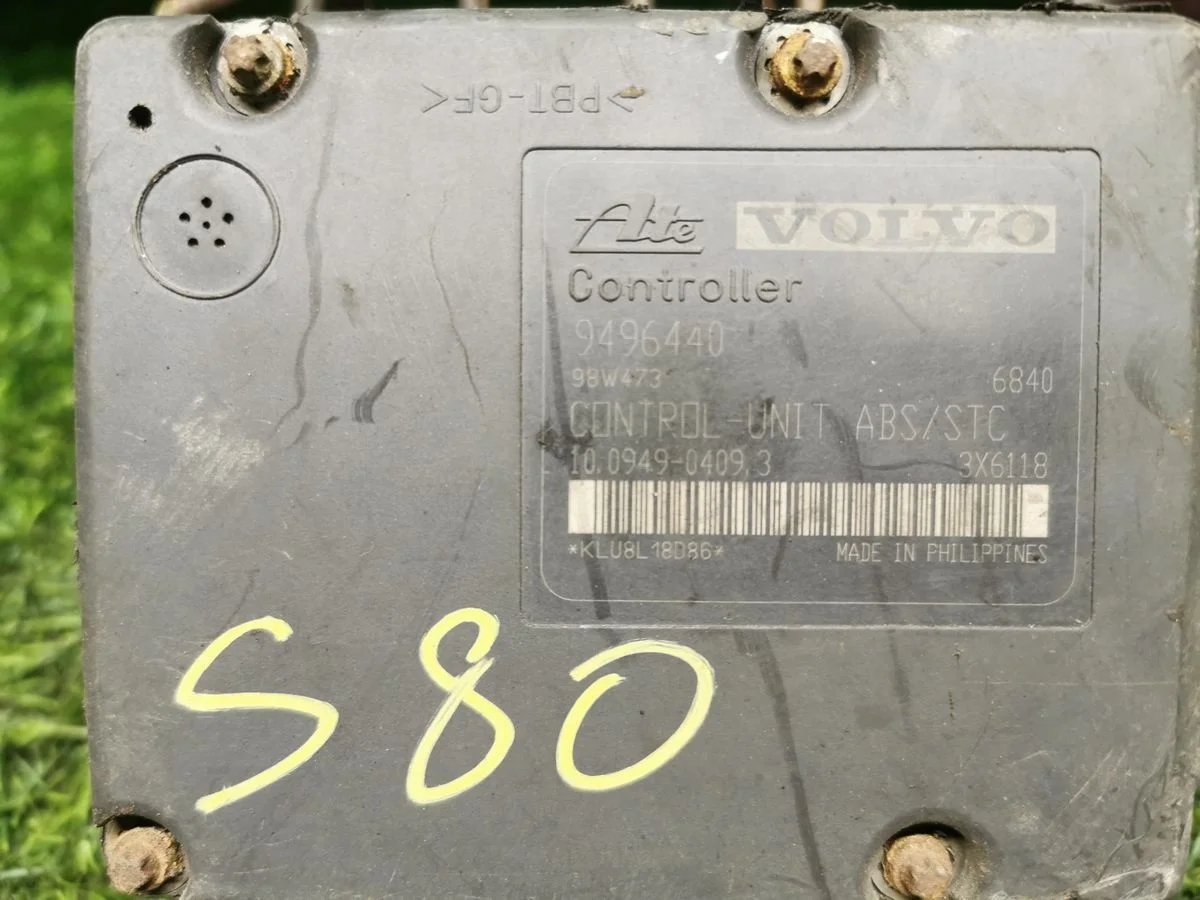 >PBT-GF<
Ate VOLVO
Controller
9496440
98W473 6840
CONTROL-UNIT ABS/STC
10.0949-0409.3 3X6118
*KLU8L18D86* MADE IN PHILIPPINES
S80